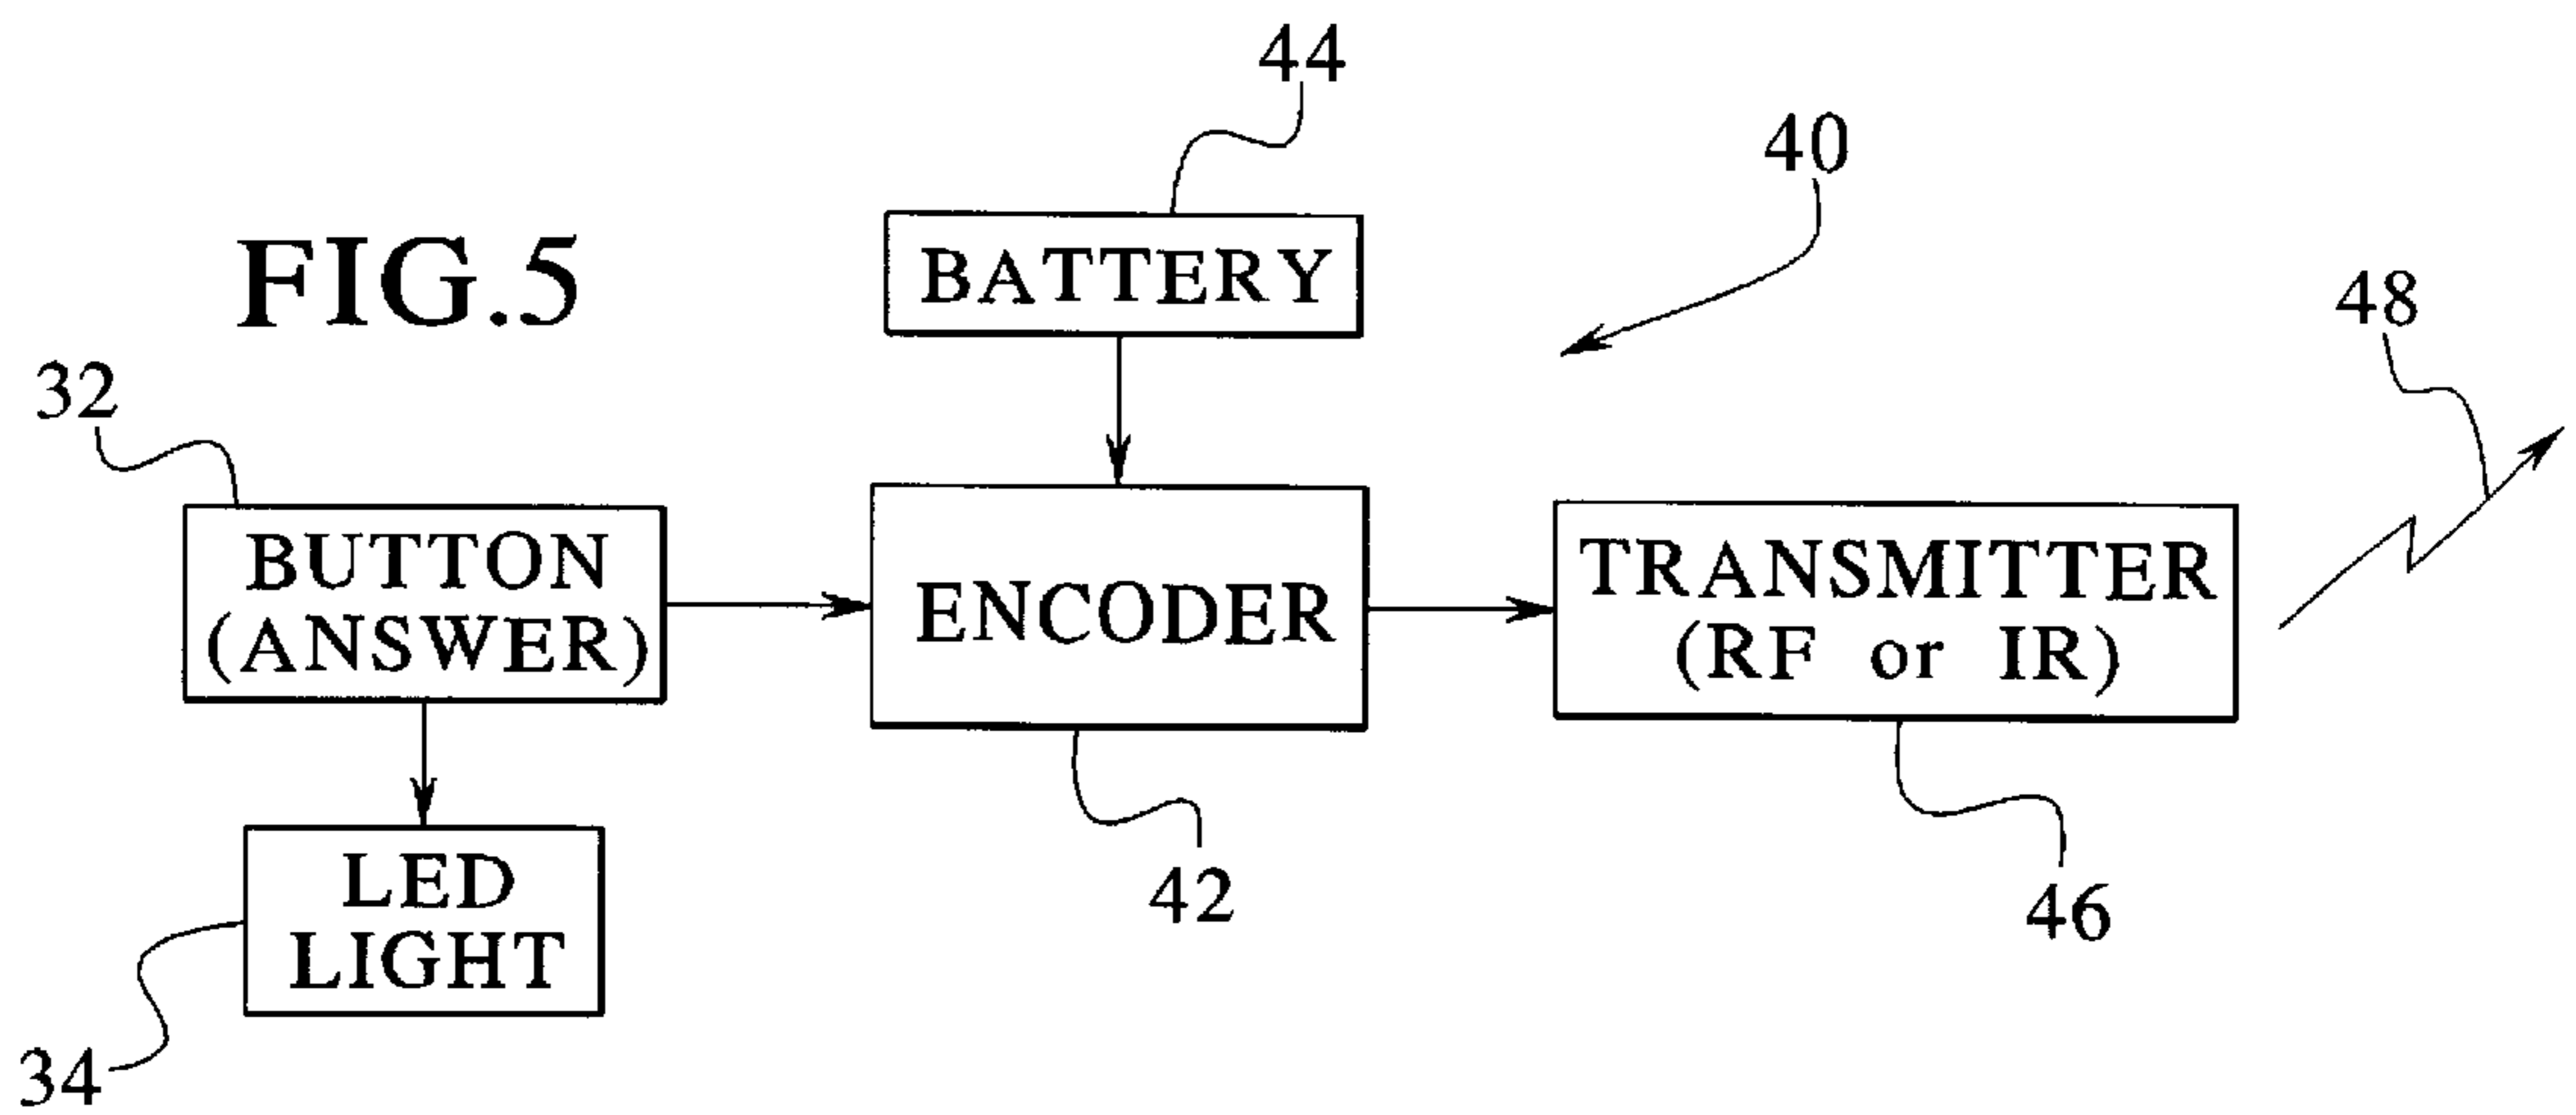 44
40
FIG.5
BATTERY
48
32
BUTTON
(ANSWER)
ENCODER
TRANSMITTER
(RF or IR)
LED
LIGHT
42
46
34